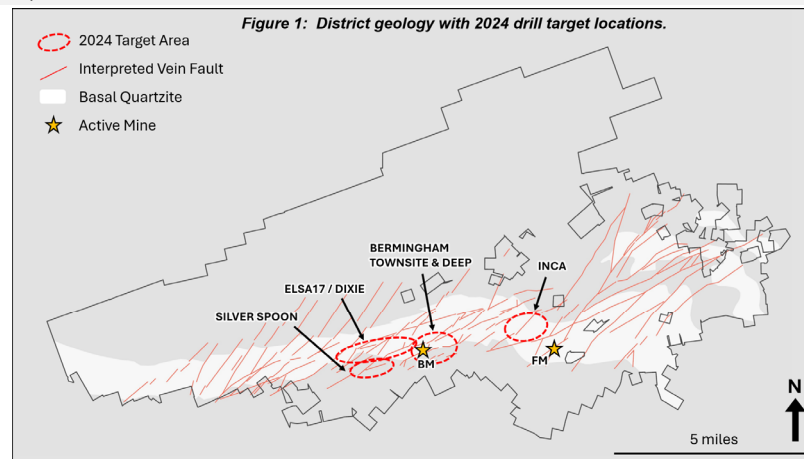 Figure 1: District geology with 2024 drill target locations.
2024 Target Area
Interpreted Vein Fault
Basal Quartzite
Active Mine
BERMINGHAM
TOWNSITE & DEEP
INCA
ELSA17 / DIXIE
SILVER SPOON
BM
FM
N
5 miles